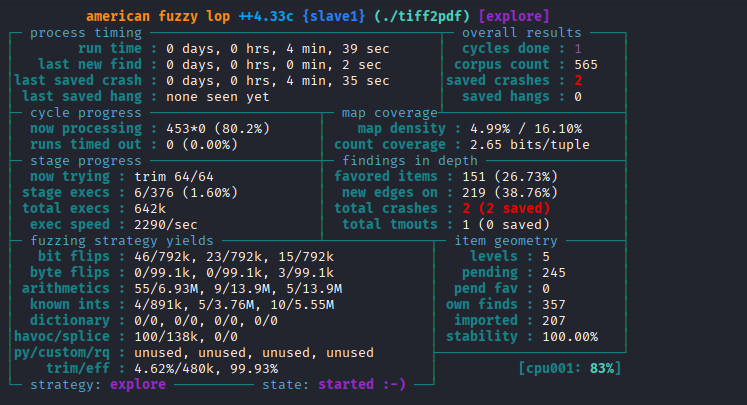 american fuzzy lop ++4.33c {slave1} (./tiff2pdf) [explore]
process timing overall results
run time : 0 days, 0 hrs, 4 min, 39 sec cycles done : 1
last new find : 0 days, 0 hrs, 0 min, 2 sec corpus count : 565
last saved crash : 0 days, 0 hrs, 4 min, 35 sec saved crashes : 2
last saved hang : none seen yet saved hangs : 0
cycle progress map coverage
now processing : 453*0 (80.2%) map density : 4.99% / 16.10%
runs timed out : 0 (0.00%) count coverage : 2.65 bits/tuple
stage progress findings in depth
now trying : trim 64/64 favored items : 151 (26.73%)
stage execs : 6/376 (1.60%) new edges on : 219 (38.76%)
total execs : 642k total crashes : 2 (2 saved)
exec speed : 2290/sec total tmouts : 1 (0 saved)
fuzzing strategy yields item geometry
bit flips : 46/792k, 23/792k, 15/792k levels : 5
byte flips : 0/99.1k, 0/99.1k, 3/99.1k pending : 245
arithmetics : 55/6.93M, 9/13.9M, 5/13.9M pend fav : 0
known ints : 4/891k, 5/3.76M, 10/5.55M own finds : 357
dictionary : 0/0, 0/0, 0/0, 0/0 imported : 207
havoc/splice : 100/138k, 0/0 stability : 100.00%
py/custom/rq : unused, unused, unused, unused
trim/eff : 4.62%/480k, 99.93% [cpu001: 83%]
strategy: explore state: started :-)